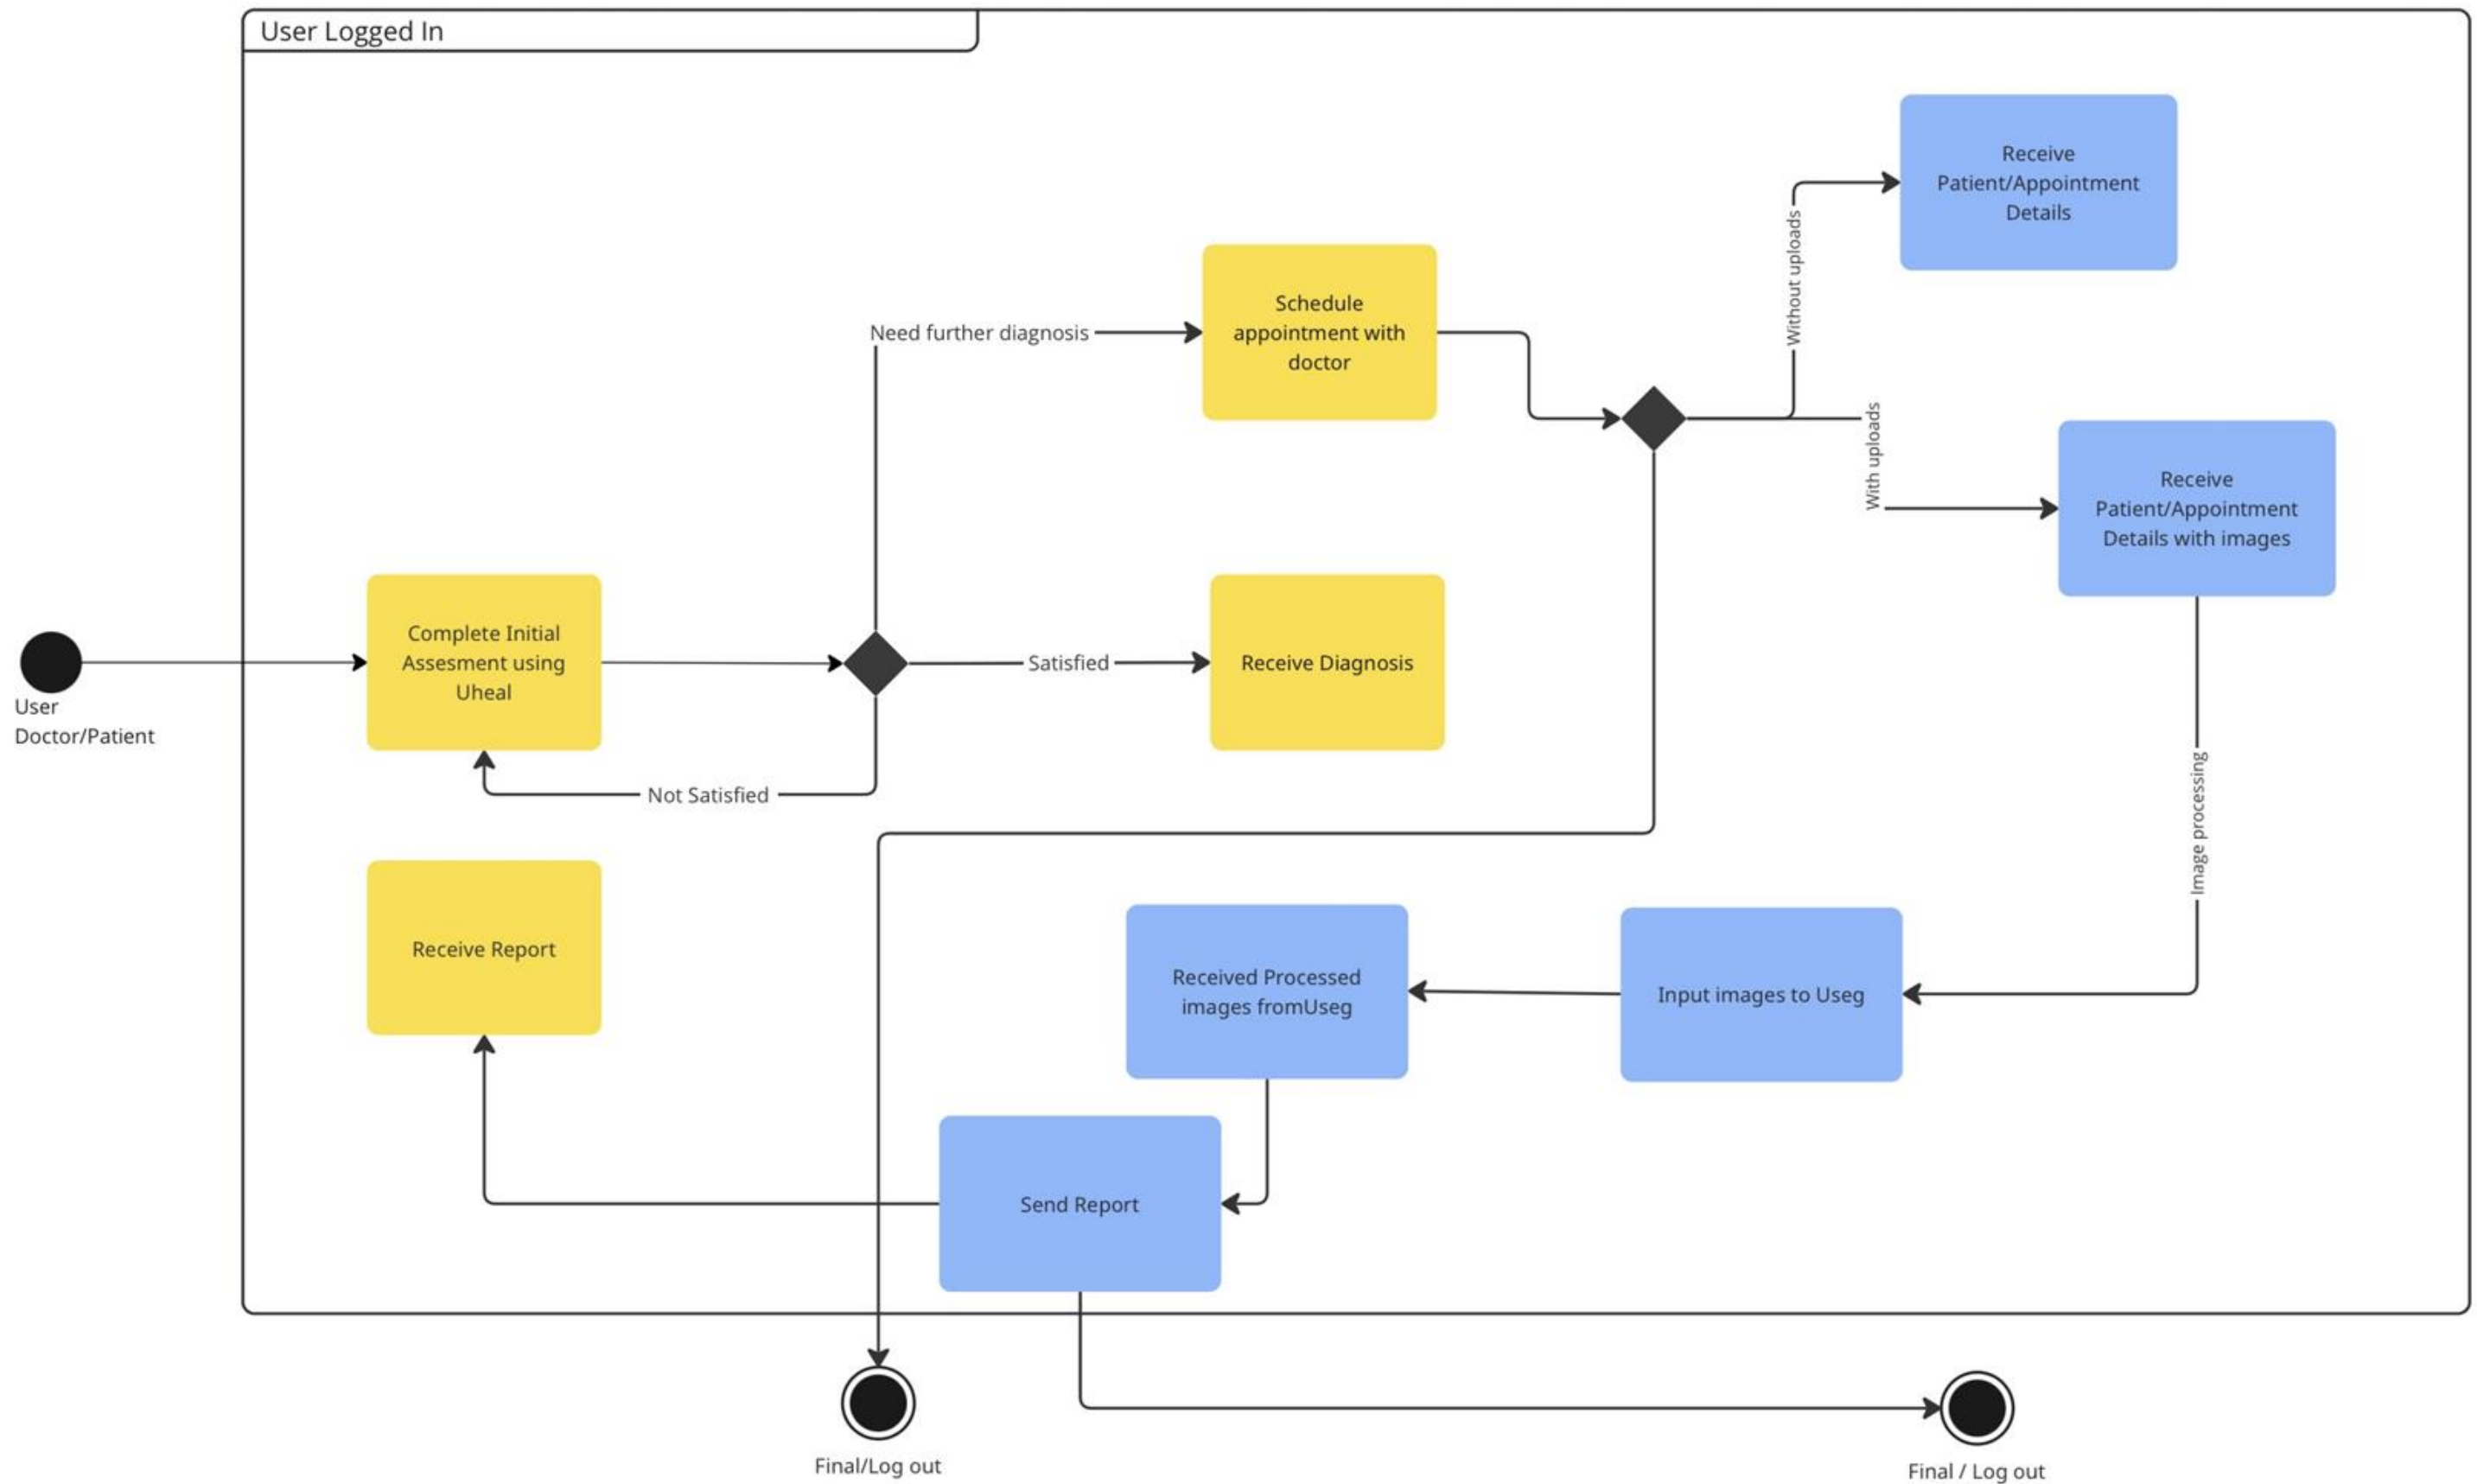 User Logged In
Receive
Patient/Appointment
Details
Without uploads
Schedule
appointment with
doctor
Need further diagnosis
With uploads
Receive
Patient/Appointment
Details with images
Complete Initial
Assesment using
Uheal
Satisfied
Receive Diagnosis
User
Doctor/Patient
Not Satisfied
Image processing
Receive Report
Received Processed
images fromUseg
Input images to Useg
Send Report
Final/Log out
Final / Log out